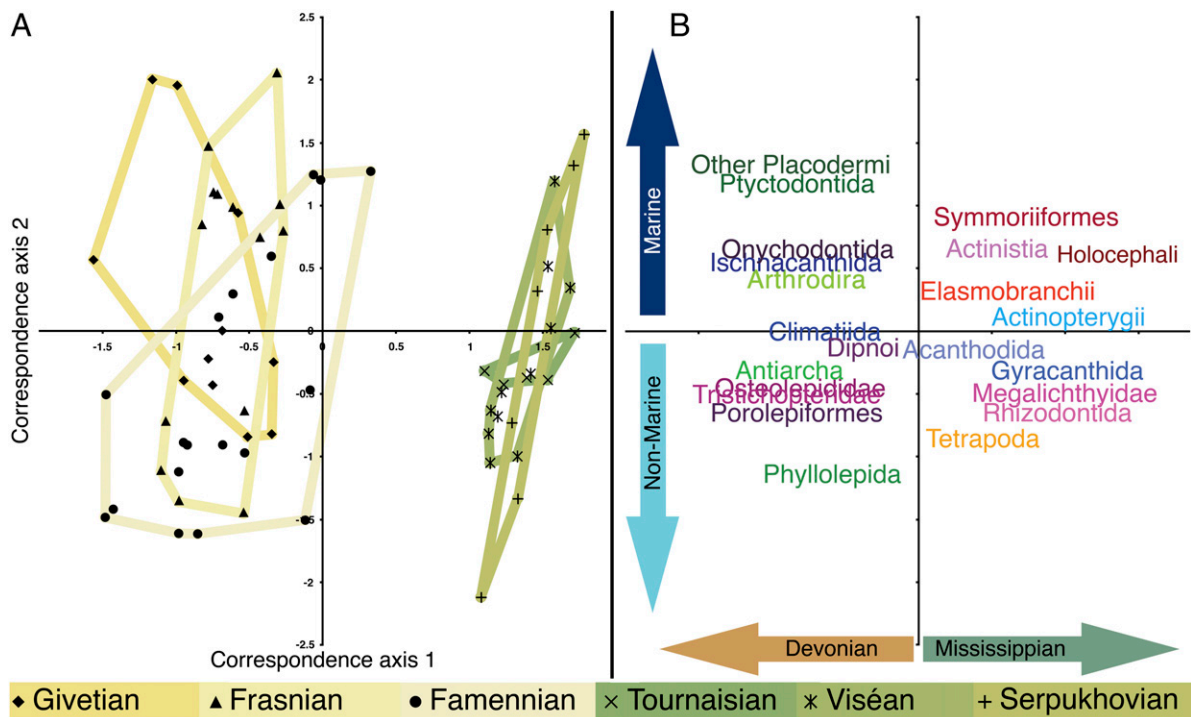 A
2.5
2
1.5
1
0.5
0
-1.5
-1
-0.5
0
0.5
1
1.5
2
-0.5
-1
-1.5
-2
-2.5
Correspondence axis 2
Correspondence axis 1
B
Marine
Non-Marine
Other Placodermi
Ptyctodontida
Symmoriiformes
Onychodontida
Actinistia
Holocephali
Ischnacanthida
Arthrodira
Elasmobranchii
Actinopterygii
Climatiida
Dipnoi
Acanthodida
Antiarcha
Gyracanthida
Osteolepididae
Tristichopteridae
Megalichthyidae
Porolepiformes
Rhizodontida
Tetrapoda
Phyllolepida
Devonian
Mississippian
Givetian
Frasnian
Famennian
Tournaisian
Viséan
Serpukhovian